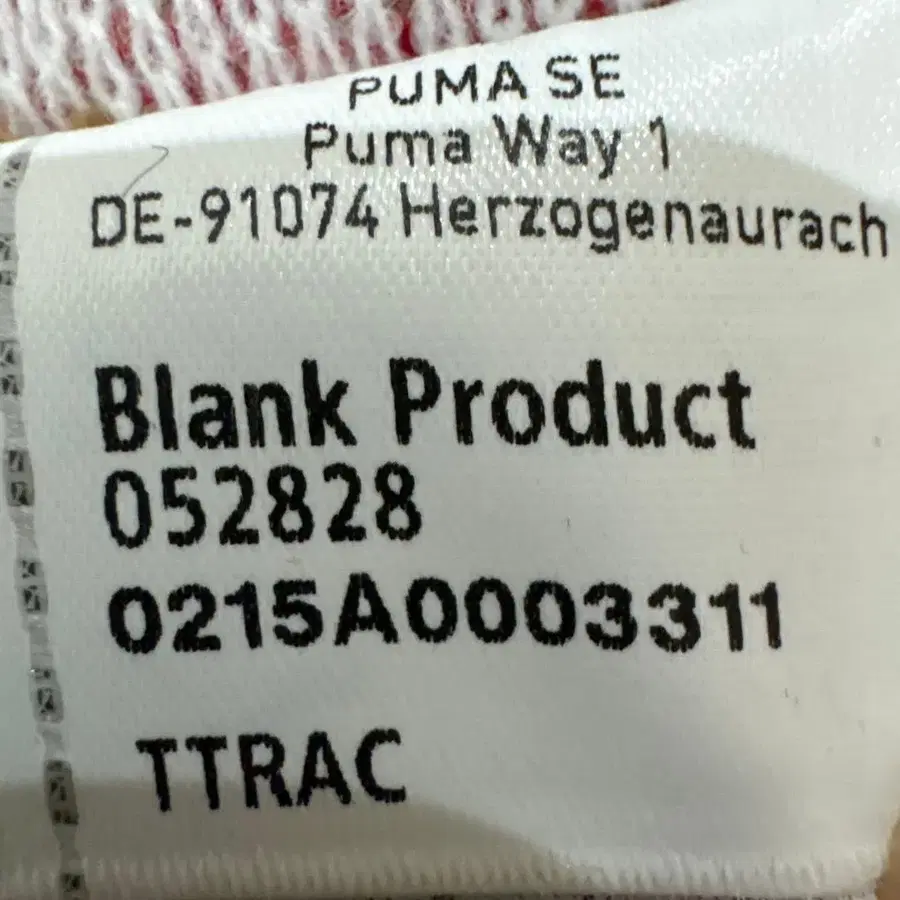 PUMA SE
Puma Way 1
DE-91074 Herzogenaurach
Blank Product
052828
0215A0003311
TTRAC